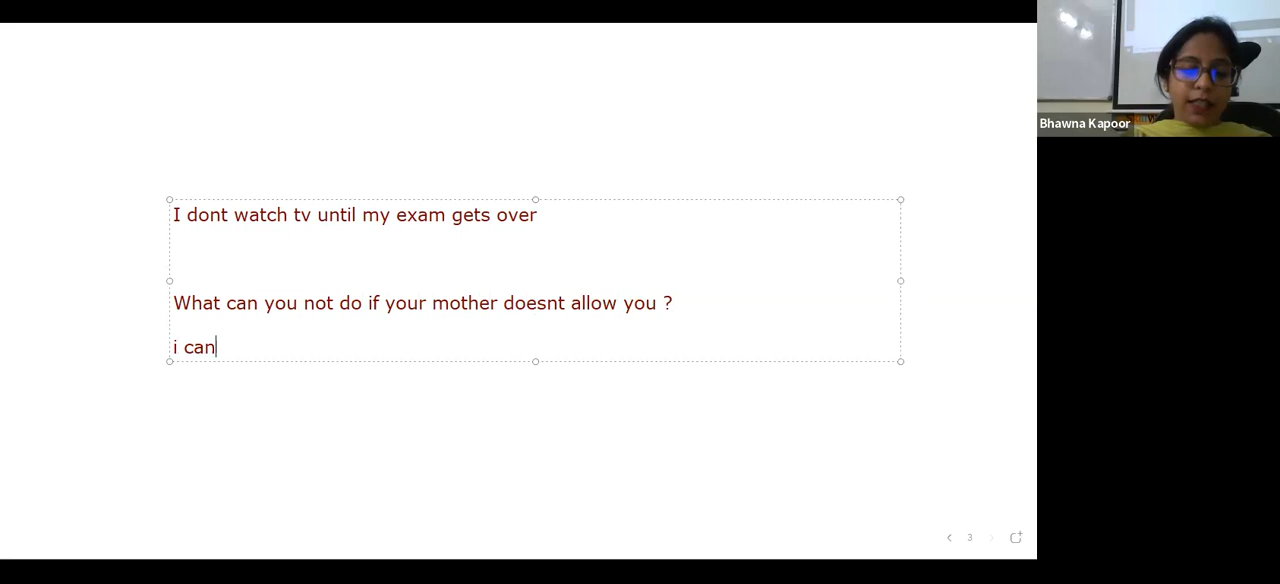 I dont watch tv until my exam gets over
What can you not do if your mother doesnt allow you ?
i can
Bhawna Kapoor
3